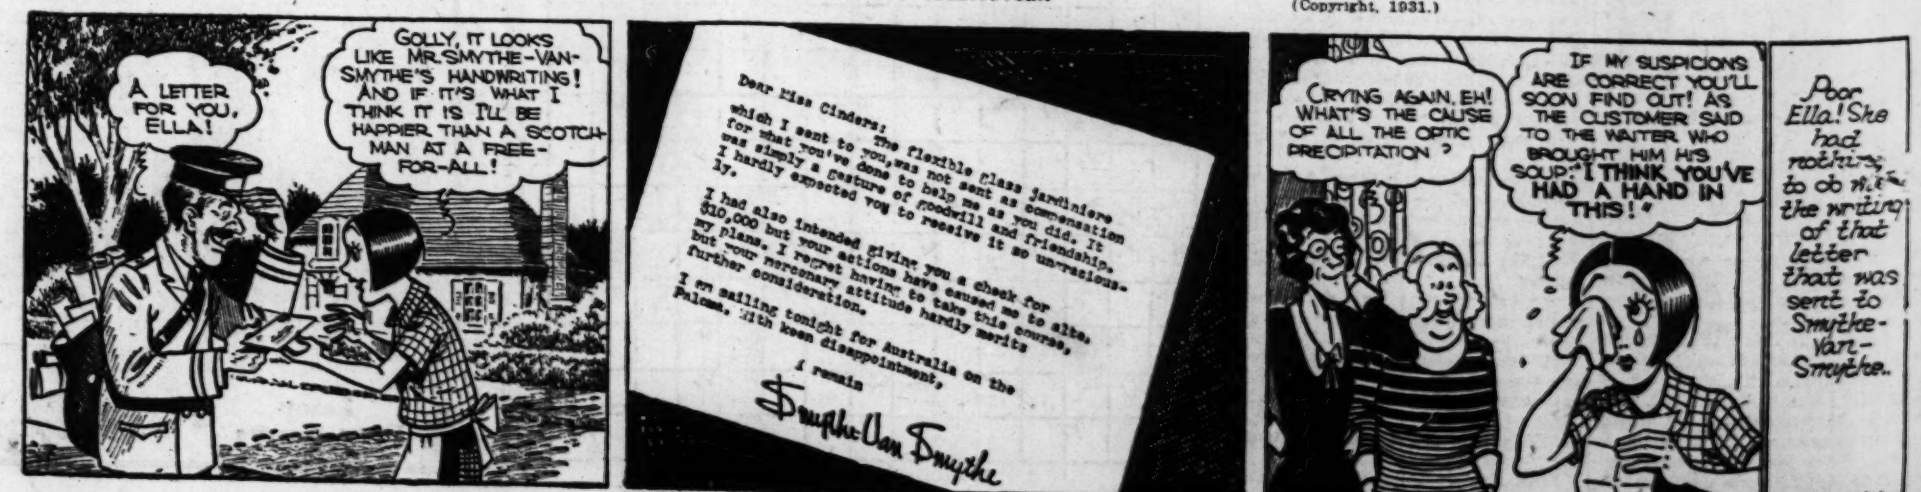 (Copyright, 1931.)
A LETTER
FOR YOU,
ELLA!
GOLLY, IT LOOKS
LIKE MR. SMYTHE-VAN-
SMYTHE'S HANDWRITING!
AND IF IT'S WHAT I
THINK IT IS I'LL BE
HAPPIER THAN A SCOTCH-
MAN AT A FREE-
FOR-ALL!
Dear Miss Cinders:
The flexible glass jardiniere
which I sent to you, was not sent as compensation
for what you've done to help me as you did. It
was simply a gesture of goodwill and friendship.
I hardly expected you to receive it so ungracious-
ly.
I had also intended giving you a check for
$10,000 but your actions have caused me to alter
my plans. I regret having to take this course,
but your mercenary attitude hardly merits
further consideration.
I am sailing tonight for Australia on the
Paloma. With keen disappointment,
I remain
Smythe Van Smythe
CRYING AGAIN, EH!
WHAT'S THE CAUSE
OF ALL THE OPTIC
PRECIPITATION?
IF MY SUSPICIONS
ARE CORRECT YOU'LL
SOON FIND OUT! AS
THE CUSTOMER SAID
TO THE WAITER WHO
BROUGHT HIM HIS
SOUP: "I THINK YOU'VE
HAD A HAND IN
THIS!"
Poor
Ella! She
had
nothing
to do with
the writing
of that
letter
that was
sent to
Smythe-
Van-
Smythe..